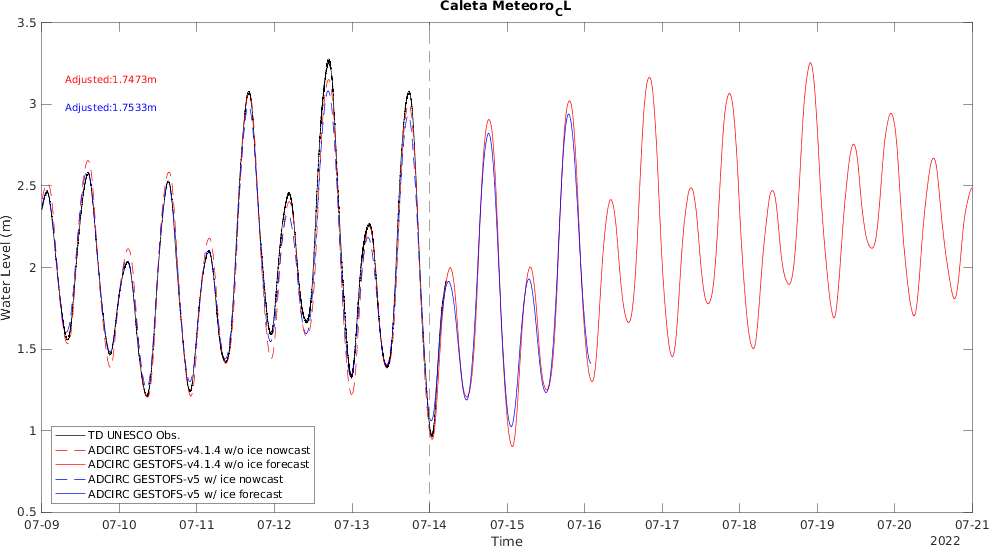 Caleta Meteoro_CL
3.5
3
2.5
2
1.5
1
0.5
Water Level (m)
Adjusted:1.7473m
Adjusted:1.7533m
TD UNESCO Obs.
ADCIRC GESTOFS-v4.1.4 w/o ice nowcast
ADCIRC GESTOFS-v4.1.4 w/o ice forecast
ADCIRC GESTOFS-v5 w/ ice nowcast
ADCIRC GESTOFS-v5 w/ ice forecast
07-09 07-10 07-11 07-12 07-13 07-14 07-15 07-16 07-17 07-18 07-19 07-20 07-21
Time
2022